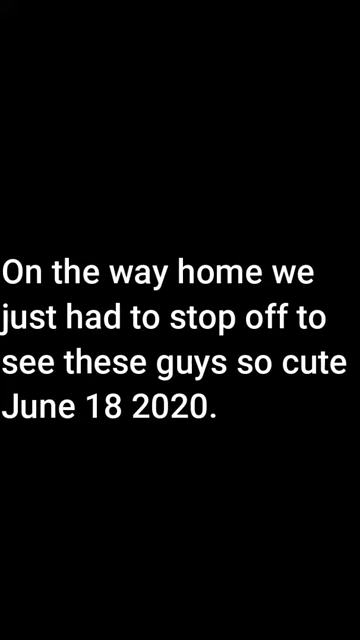 On the way home we
just had to stop off to
see these guys so cute
June 18 2020.